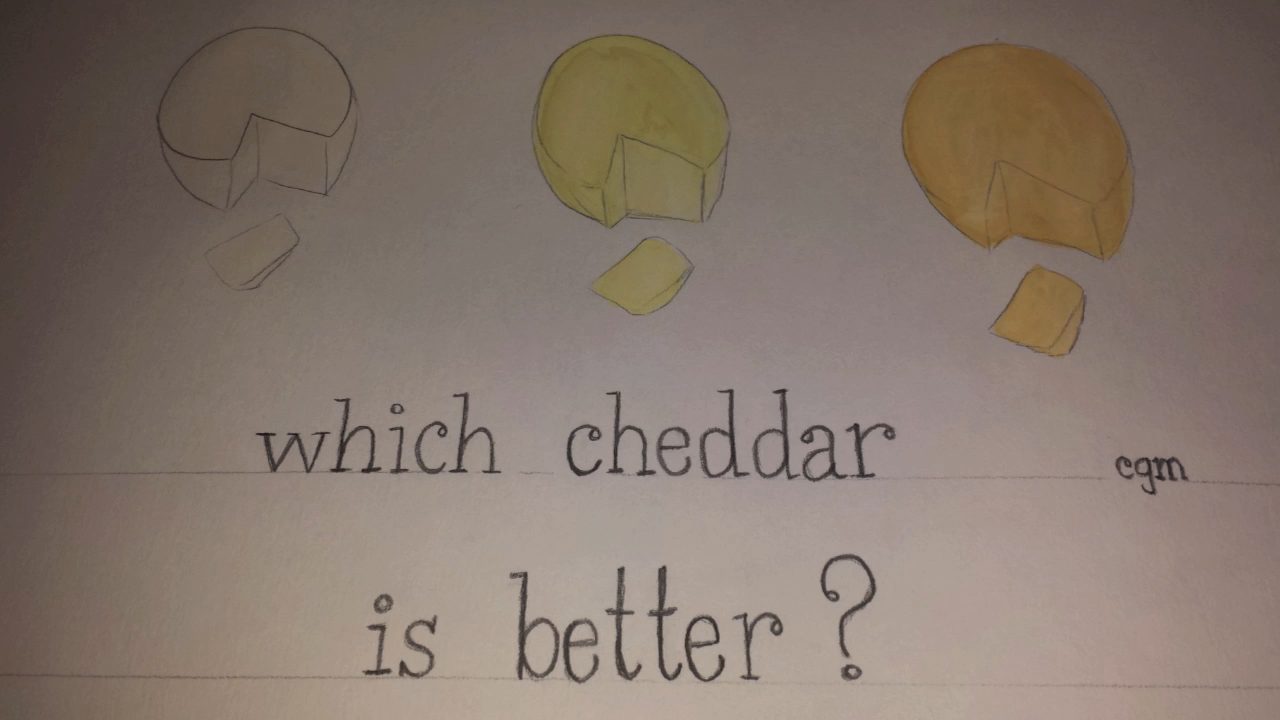 which cheddar
cgm
is better?